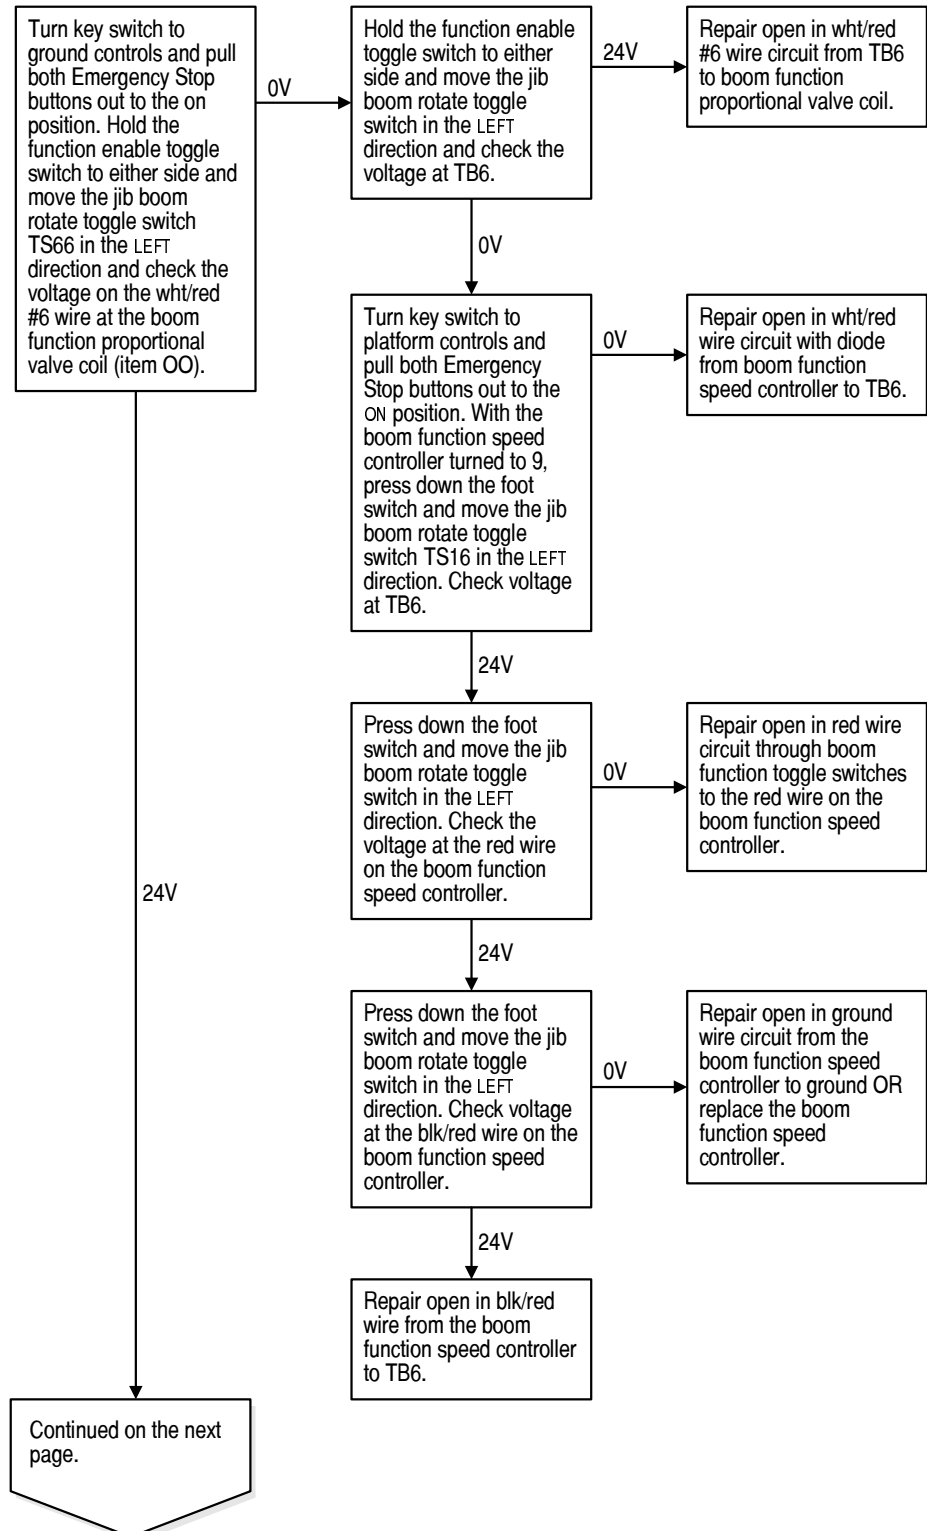 Turn key switch to
ground controls and pull
both Emergency Stop
buttons out to the on
position. Hold the
function enable toggle
switch to either side and
move the jib boom
rotate toggle switch
TS66 in the LEFT
direction and check the
voltage on the wht/red
#6 wire at the boom
function proportional
valve coil (item OO).
0V
Hold the function enable
toggle switch to either
side and move the jib
boom rotate toggle
switch in the LEFT
direction and check the
voltage at TB6.
24V
Repair open in wht/red
#6 wire circuit from TB6
to boom function
proportional valve coil.
0V
Turn key switch to
platform controls and
pull both Emergency
Stop buttons out to the
ON position. With the
boom function speed
controller turned to 9,
press down the foot
switch and move the jib
boom rotate toggle
switch TS16 in the LEFT
direction. Check voltage
at TB6.
0V
Repair open in wht/red
wire circuit with diode
from boom function
speed controller to TB6.
24V
Press down the foot
switch and move the jib
boom rotate toggle
switch in the LEFT
direction. Check the
voltage at the red wire
on the boom function
speed controller.
0V
Repair open in red wire
circuit through boom
function toggle switches
to the red wire on the
boom function speed
controller.
24V
24V
Press down the foot
switch and move the jib
boom rotate toggle
switch in the LEFT
direction. Check voltage
at the blk/red wire on the
boom function speed
controller.
0V
Repair open in ground
wire circuit from the
boom function speed
controller to ground OR
replace the boom
function speed
controller.
24V
Repair open in blk/red
wire from the boom
function speed controller
to TB6.
Continued on the next
page.